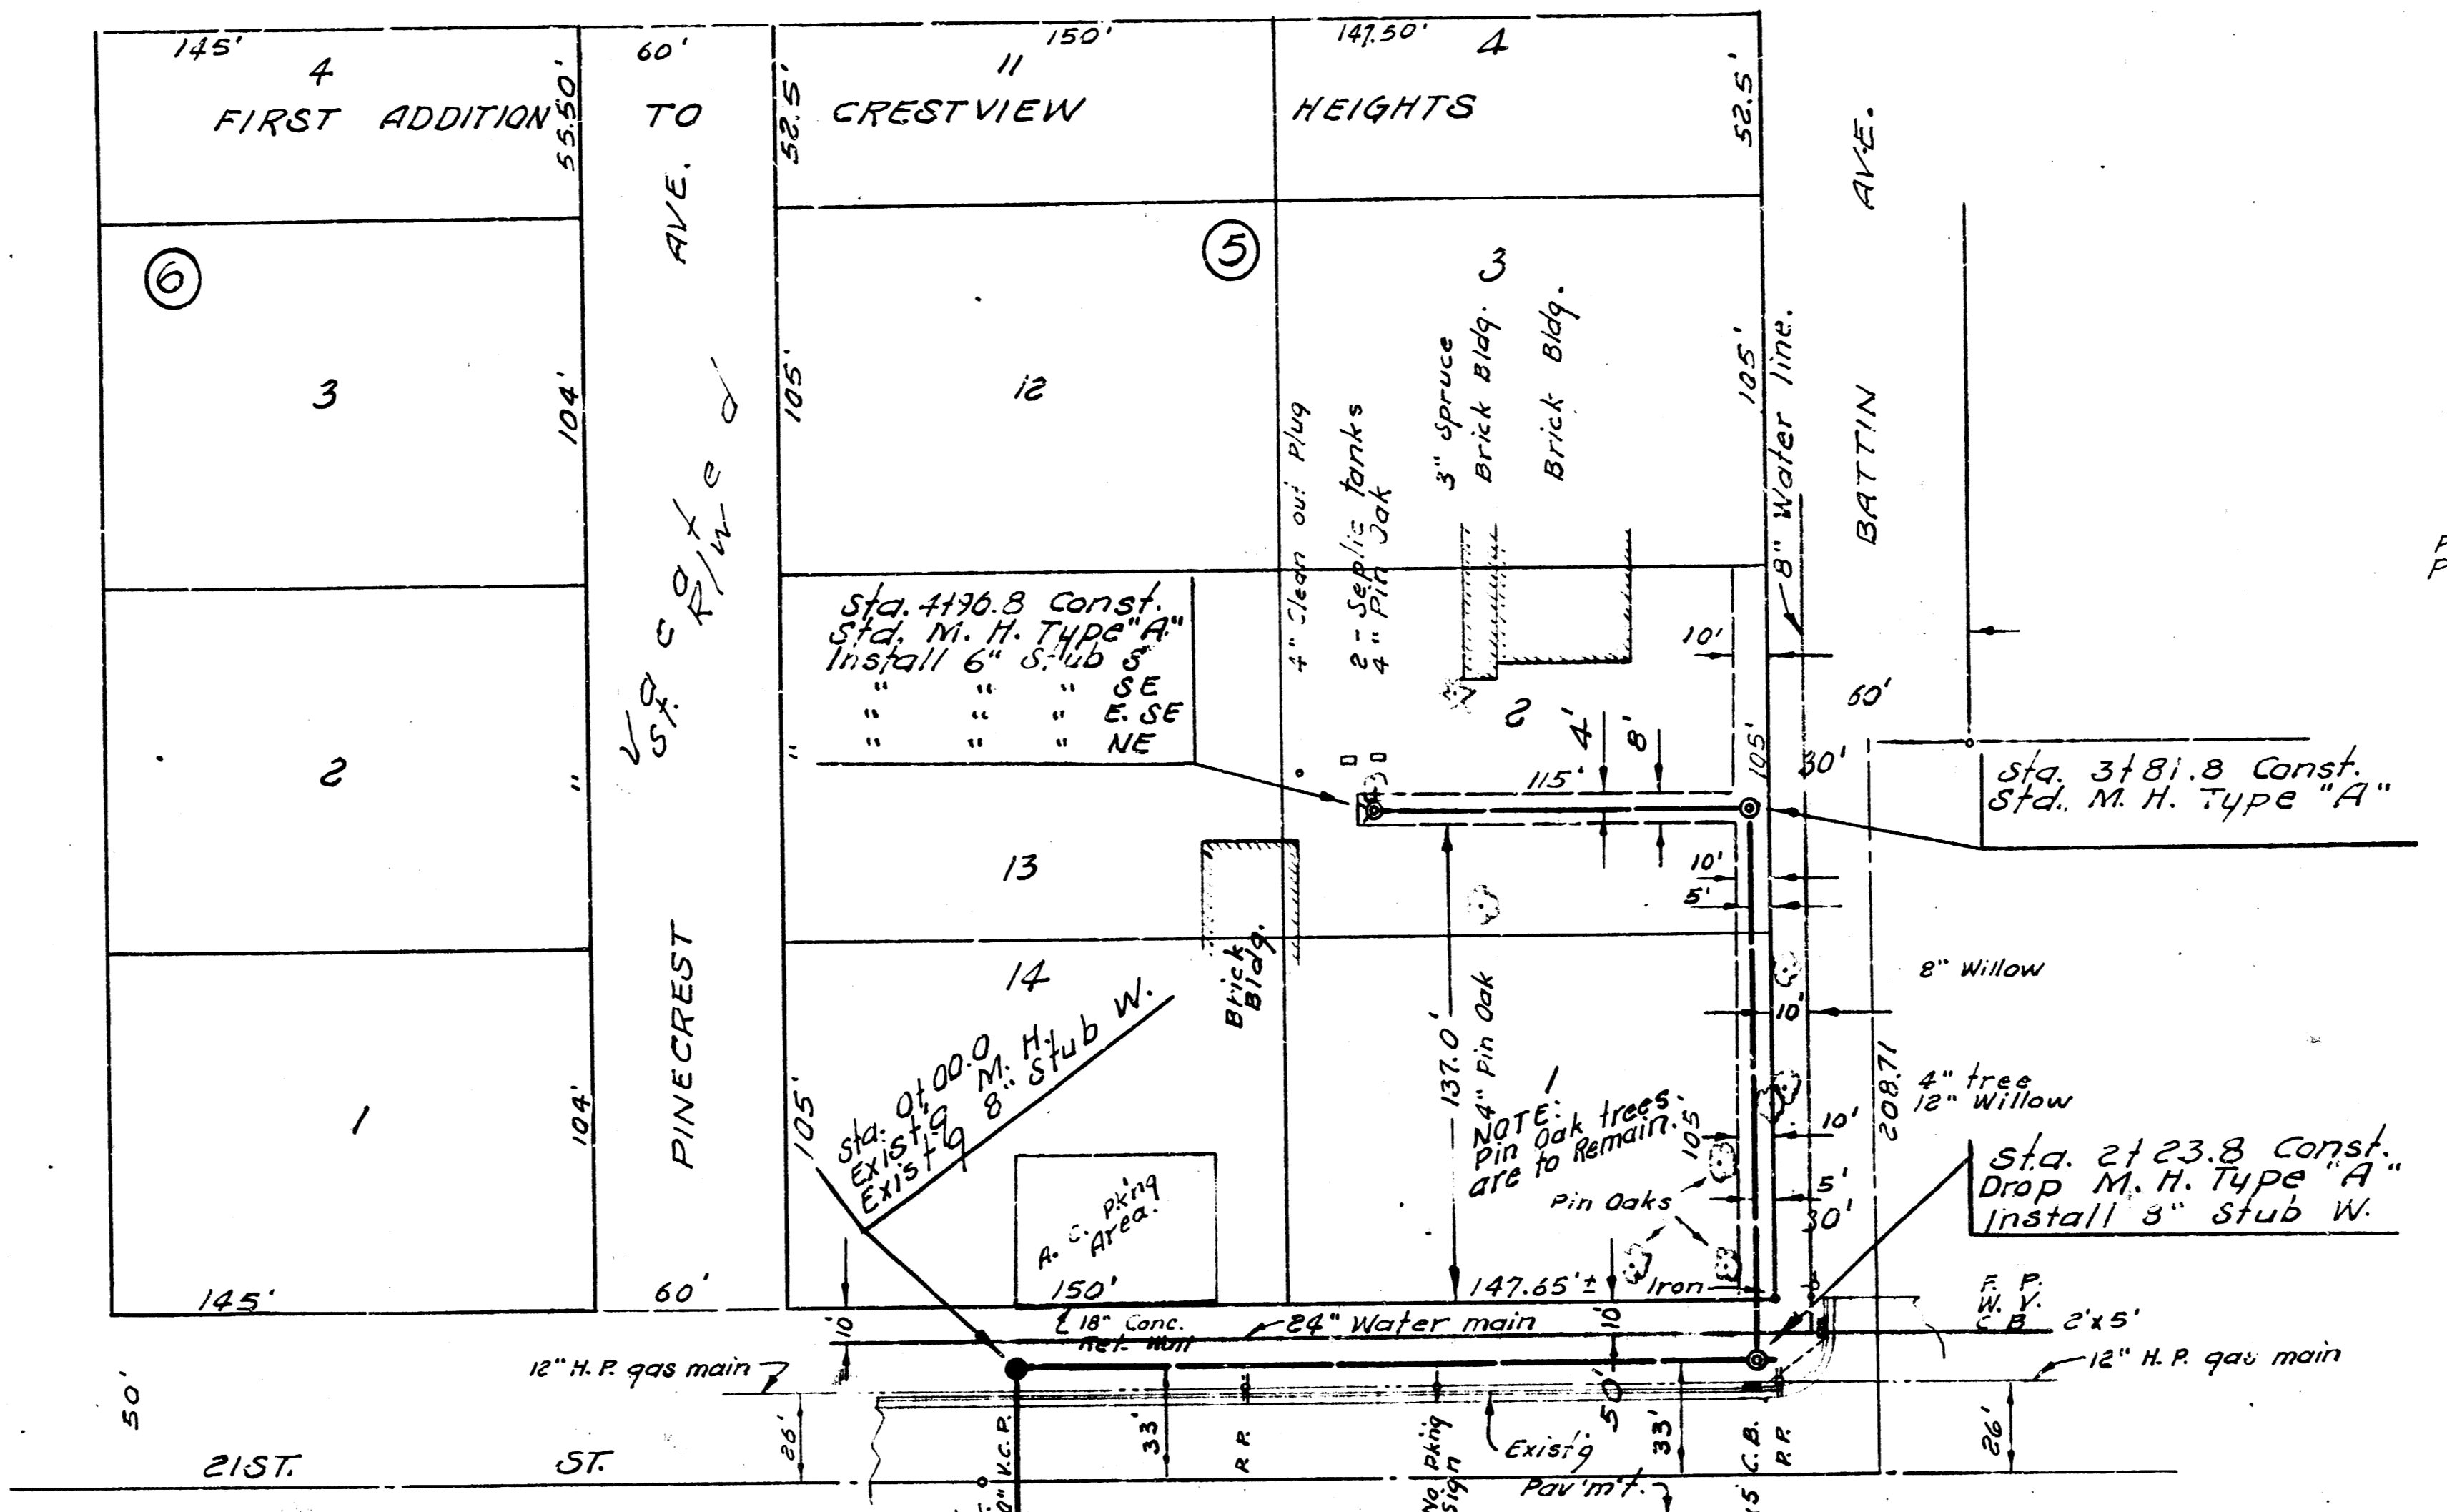 145'
4
60'
150'
11
147.50'
4
FIRST ADDITION TO CRESTVIEW HEIGHTS
55.50'
52.5'
52.5'
AVE.
AVE.
6
5
3
104'
105'
12
3
105'
8" Water line.
BATTIN
Vacated
St. R/W
4" Clean out Plug
2 - Septic tanks
4" Pin Oak
3" Spruce
Brick Bldg.
Brick Bldg.
Sta. 4+96.8 Const.
Std. M. H. Type "A"
Install 6" Stub S
" " " SE
" " " E. SE
" " " NE
10'
60'
2
"
"
2
4'
8'
105'
30'
115'
Sta. 3+81.8 Const.
Std. M. H. Type "A"
13
10'
5'
PINECREST
14
Brick
Bldg.
137.0'
4" Pin Oak
8" Willow
10'
208.71
1
104'
105'
Sta. 0+00.0
Exist'g M. H.
Exist'g 8" Stub W.
1
NOTE:
Pin Oak trees
are to Remain.
105'
4" tree
12" Willow
10'
Pin Oaks
5'
30'
Sta. 2+23.8 Const.
Drop M. H. Type "A"
Install 8" Stub W.
A. C. Pk'ng
Area.
145'
60'
150'
147.65' ±
Iron
F. P.
W. V.
C B 2'x5'
10'
18" Conc.
Ret. Wall
24" Water main
10'
12" H. P. gas main
12" H. P. gas main
50'
26'
V.C.P.
33'
P. P.
No Pk'ng
Sign
Exist'g
Pav'm't.
50'
33'
C.B.
P.P.
26'
21ST. ST.